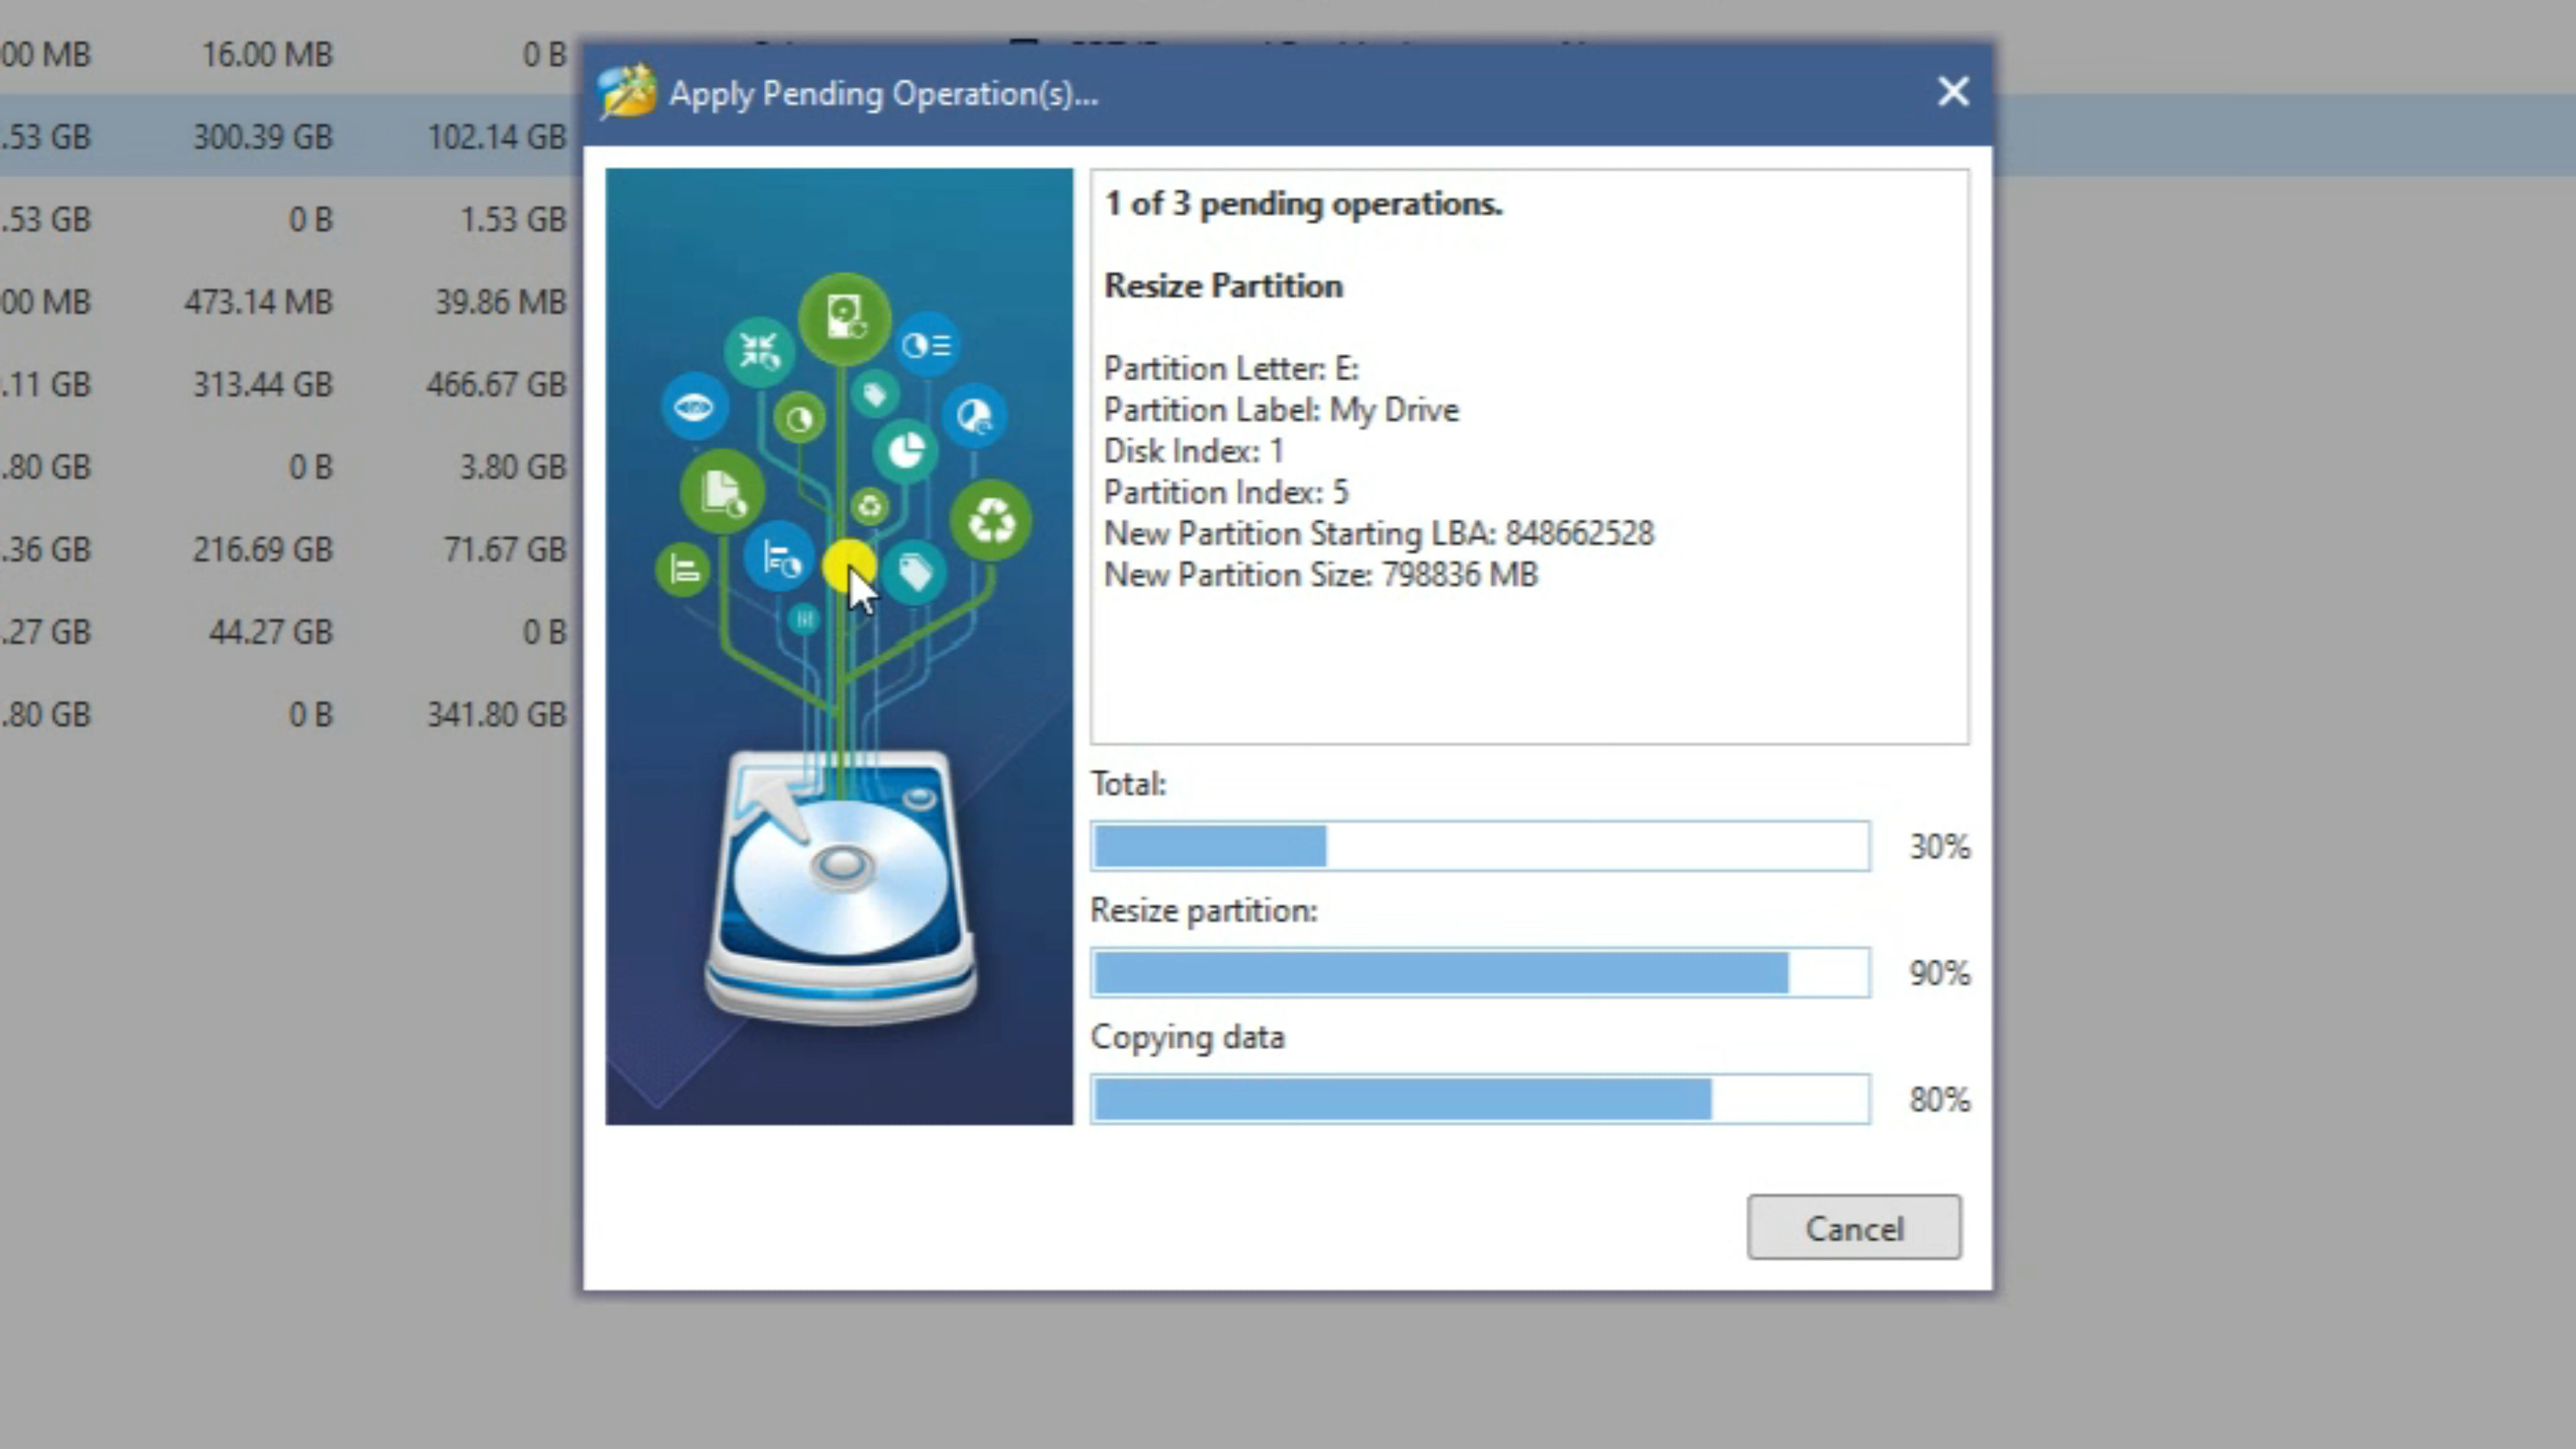 00 MB 16.00 MB 0 B
Apply Pending Operation(s)...
.53 GB 300.39 GB 102.14 GB
.53 GB 0 B 1.53 GB
00 MB 473.14 MB 39.86 MB
.11 GB 313.44 GB 466.67 GB
.80 GB 0 B 3.80 GB
.36 GB 216.69 GB 71.67 GB
.27 GB 44.27 GB 0 B
.80 GB 0 B 341.80 GB
1 of 3 pending operations.
Resize Partition
Partition Letter: E:
Partition Label: My Drive
Disk Index: 1
Partition Index: 5
New Partition Starting LBA: 848662528
New Partition Size: 798836 MB
Total:
30%
Resize partition:
90%
Copying data
80%
Cancel